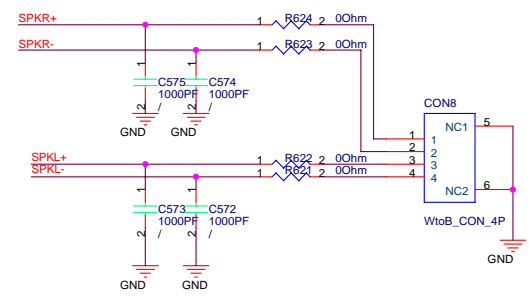 SPKR+ 1 R624 2 0Ohm
SPKR- 1 R623 2 0Ohm
1 1
C575 C574
1000PF 1000PF
2 2
GND GND
CON8
NC1 5
1 1
2 2
3 3
4 4
NC2 6
WtoB_CON_4P
GND
SPKL+ 1 R622 2 0Ohm
SPKL- 1 R621 2 0Ohm
1 1
C573 C572
1000PF 1000PF
2 / 2 /
GND GND